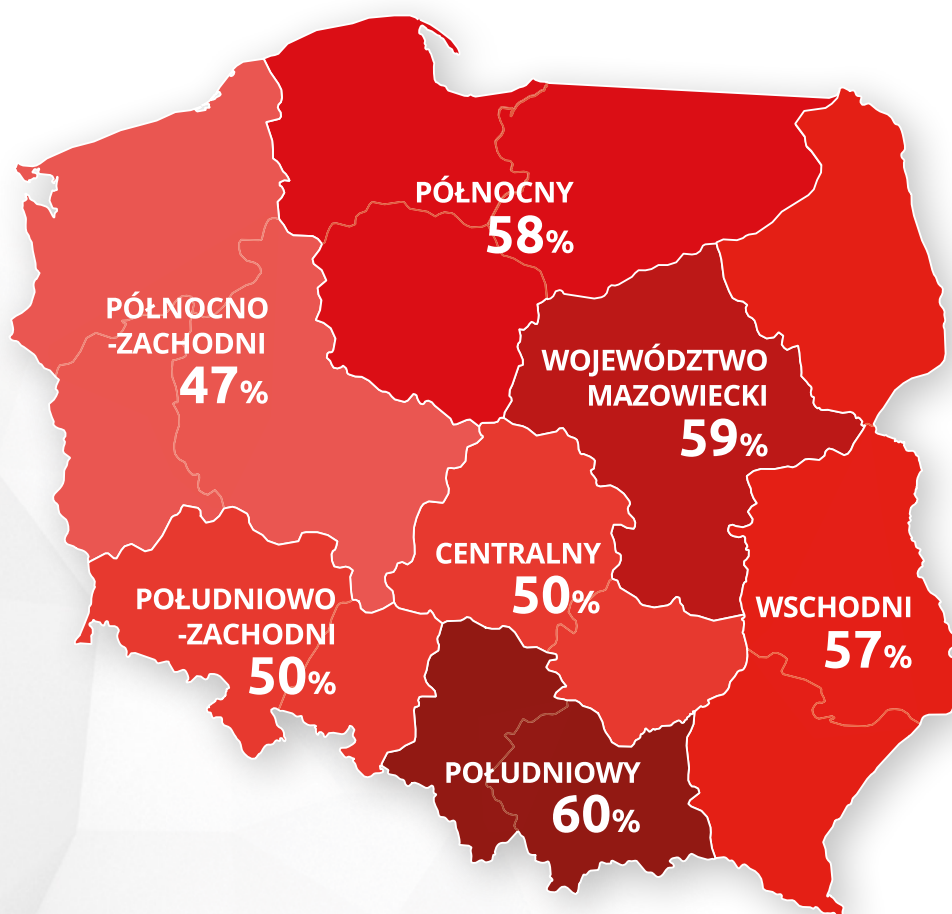 PÓŁNOCNY
58%
PÓŁNOCNO
-ZACHODNI
47%
WOJEWÓDZTWO
MAZOWIECKI
59%
CENTRALNY
50%
POŁUDNIOWO
-ZACHODNI
50%
WSCHODNI
57%
POŁUDNIOWY
60%